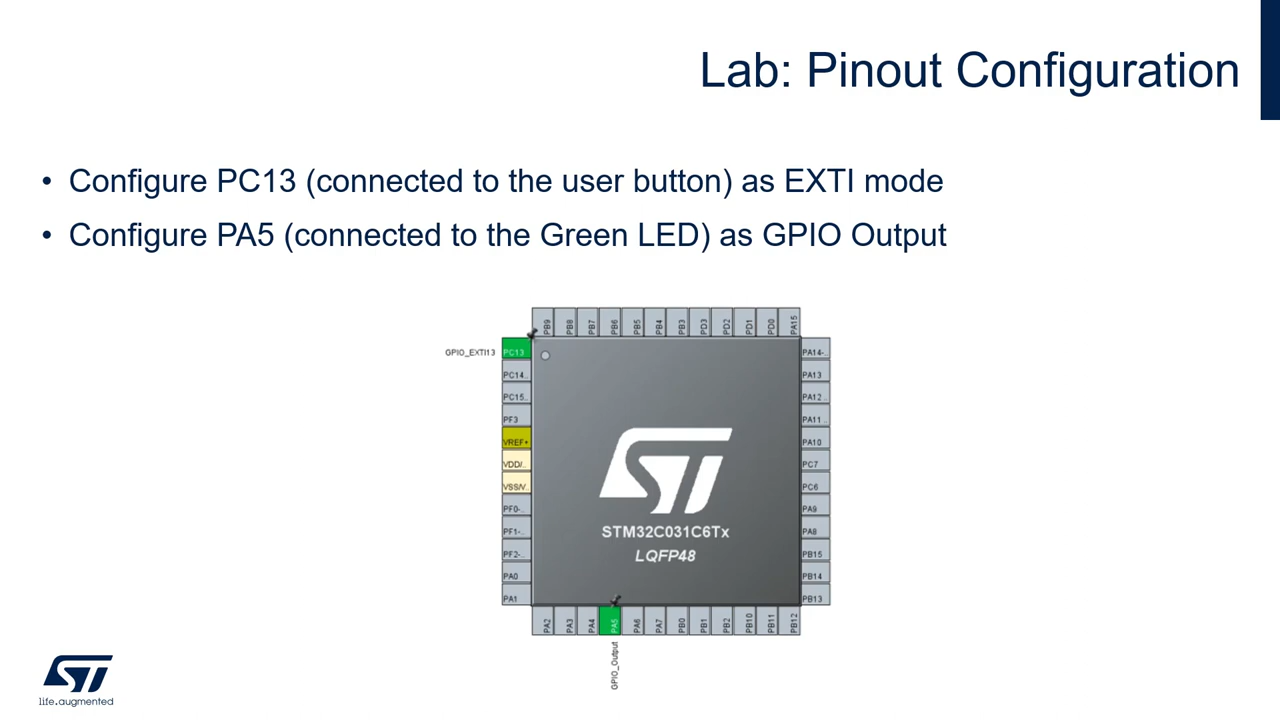 Lab: Pinout Configuration
• Configure PC13 (connected to the user button) as EXTI mode
• Configure PA5 (connected to the Green LED) as GPIO Output
PB9 PB8 PB7 PB6 PB5 PB4 PB3 PD3 PD2 PD1 PD0 PA15
GPIO_EXTI13 PC13
PC14..
PC15..
PF3
VREF+
VDD/..
VSS/V..
PF0-..
PF1-..
PF2-..
PA0
PA1
PA14-..
PA13
PA12 ..
PA11 ..
PA10
PC7
PC6
PA9
PA8
PB15
PB14
PB13
ST
STM32C031C6Tx
LQFP48
PA2 PA3 PA4 PA5 PA6 PA7 PB0 PB1 PB2 PB10 PB11 PB12
GPIO_Output
ST
life.augmented